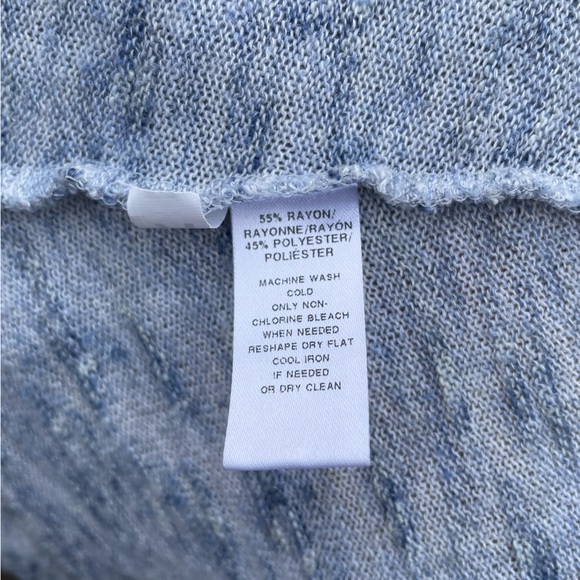 55% RAYON/
RAYONNE/RAYÓN
45% POLYESTER/
POLIÉSTER
MACHINE WASH
COLD
ONLY NON-
CHLORINE BLEACH
WHEN NEEDED
RESHAPE DRY FLAT
COOL IRON
IF NEEDED
OR DRY CLEAN